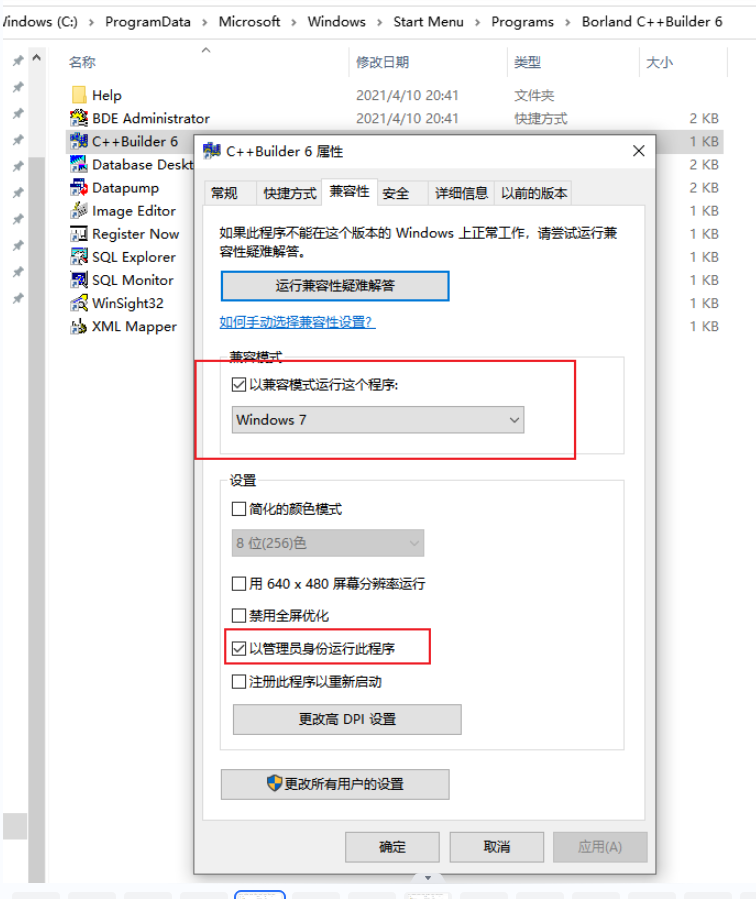 /indows (C:) > ProgramData > Microsoft > Windows > Start Menu > Programs > Borland C++Builder 6
名称 修改日期 类型 大小
Help 2021/4/10 20:41 文件夹
BDE Administrator 2021/4/10 20:41 快捷方式 2 KB
C++Builder 6 1 KB
Database Deskt 2 KB
Datapump 2 KB
Image Editor 1 KB
Register Now 1 KB
SQL Explorer 1 KB
SQL Monitor 1 KB
WinSight32 1 KB
XML Mapper 1 KB
C++Builder 6 属性
常规 快捷方式 兼容性 安全 详细信息 以前的版本
如果此程序不能在这个版本的 Windows 上正常工作，请尝试运行兼
容性疑难解答。
运行兼容性疑难解答
如何手动选择兼容性设置?
兼容模式
以兼容模式运行这个程序:
Windows 7
设置
简化的颜色模式
8 位(256)色
用 640 x 480 屏幕分辨率运行
禁用全屏优化
以管理员身份运行此程序
注册此程序以重新启动
更改高 DPI 设置
更改所有用户的设置
确定 取消 应用(A)